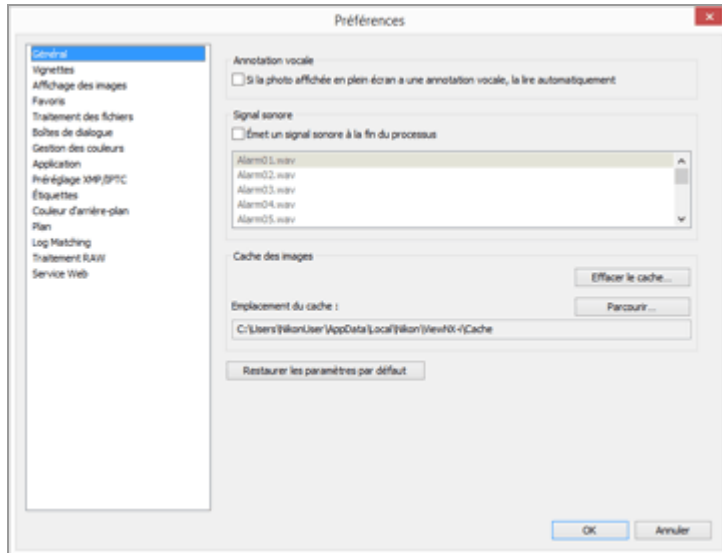 Préférences
Général
Vignettes
Affichage des images
Favoris
Traitement des fichiers
Boîtes de dialogue
Gestion des couleurs
Application
Préréglage XMP/IPTC
Étiquettes
Couleur d'arrière-plan
Plan
Log Matching
Traitement RAW
Service Web
Annotation vocale
Si la photo affichée en plein écran a une annotation vocale, la lire automatiquement
Signal sonore
Émet un signal sonore à la fin du processus
Alarm01.wav
Alarm02.wav
Alarm03.wav
Alarm04.wav
Alarm05.wav
Cache des images
Effacer le cache...
Emplacement du cache :
Parcourir...
C:\Users\NikonUser\AppData\Local\Nikon\ViewNX-i\Cache
Restaurer les paramètres par défaut
OK
Annuler